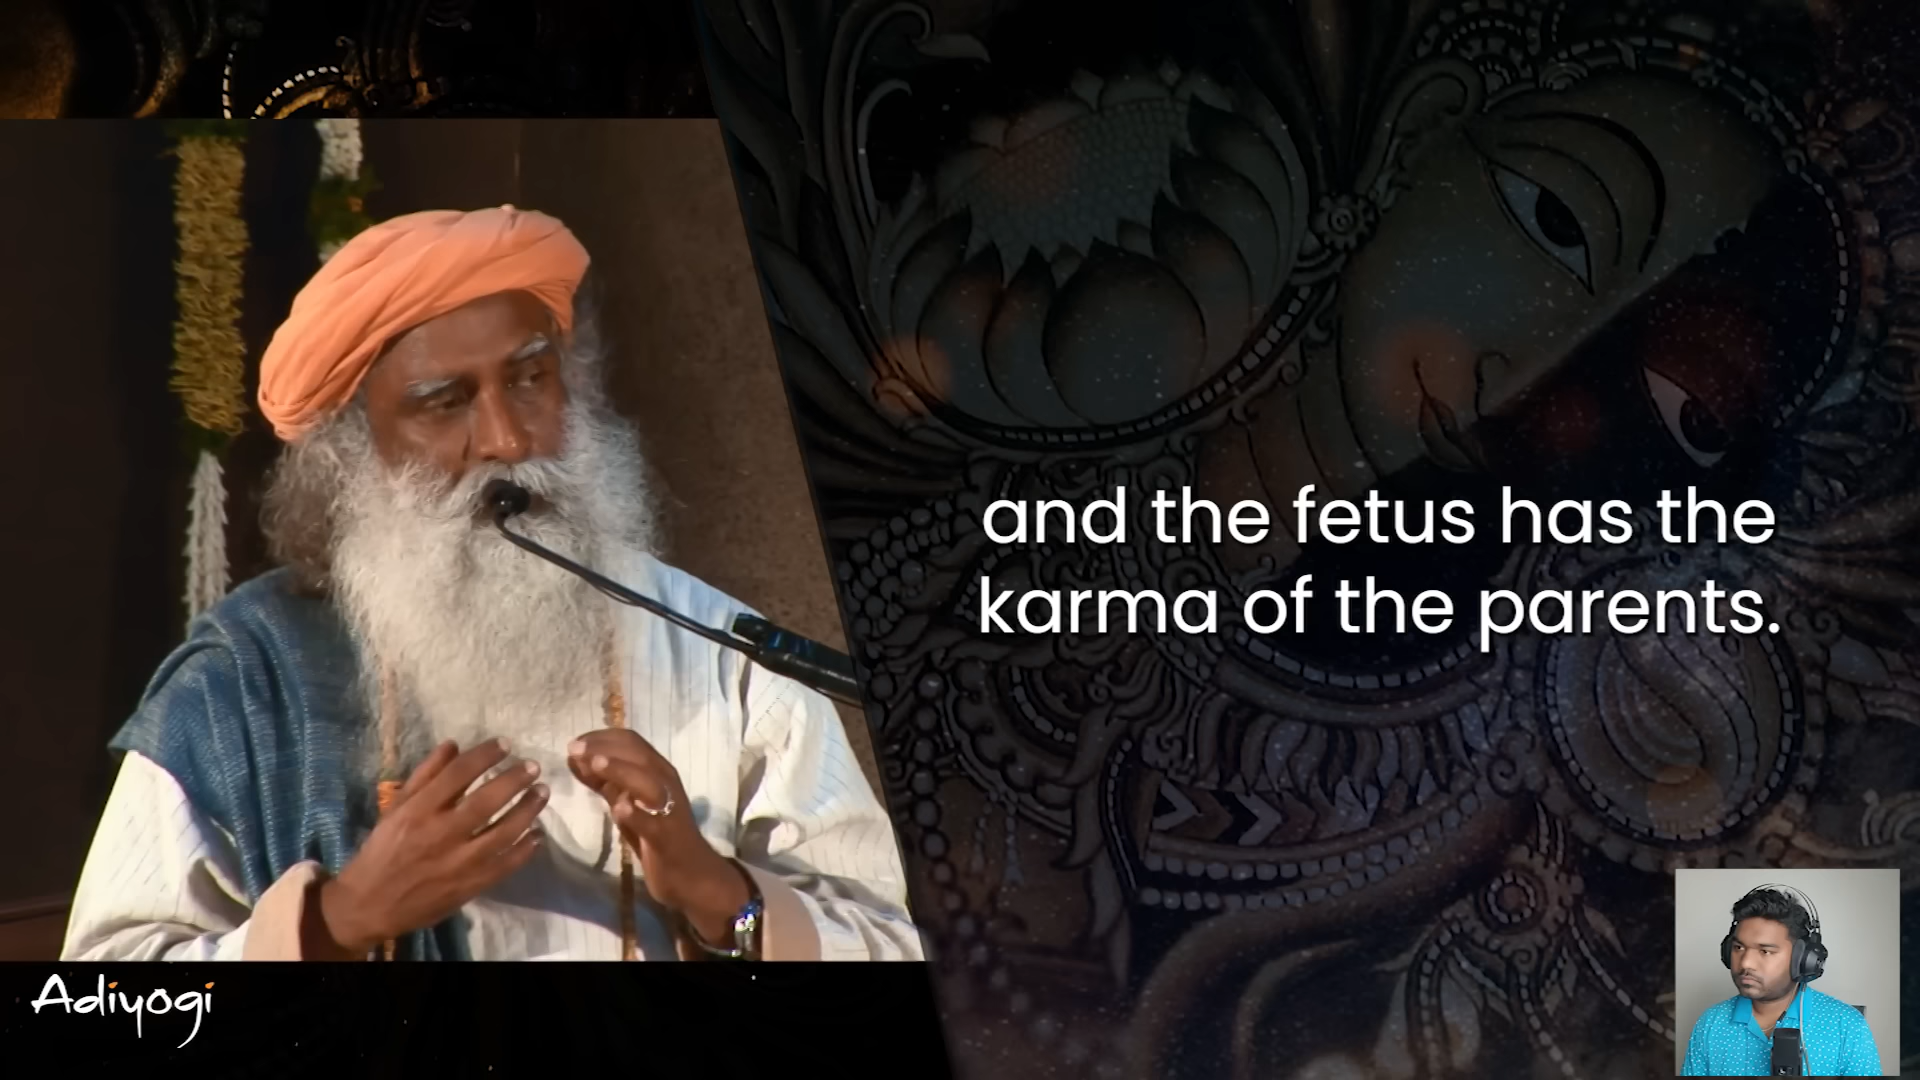 and the fetus has the
karma of the parents.
Adiyogi